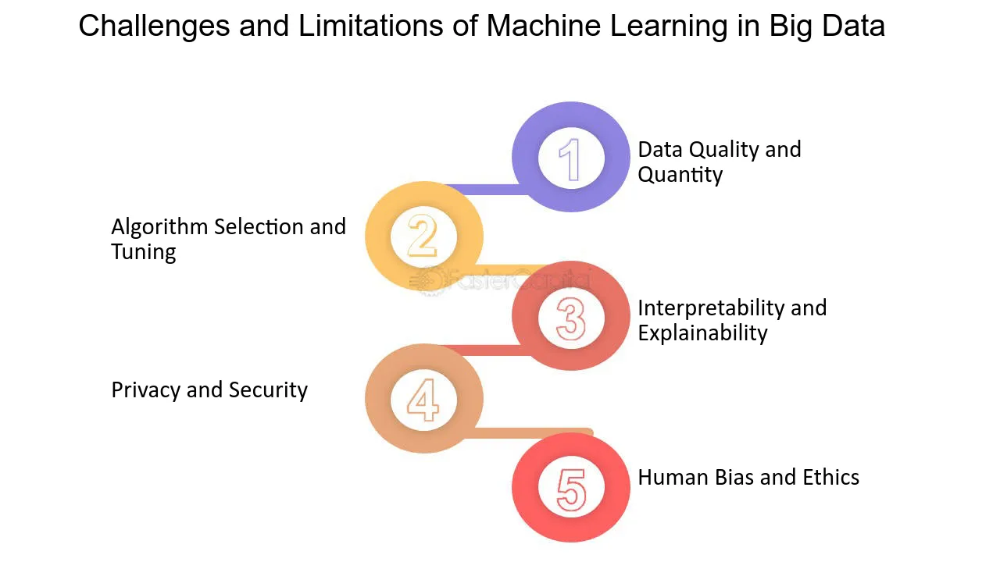 Challenges and Limitations of Machine Learning in Big Data
1
Data Quality and
Quantity
2
Algorithm Selection and
Tuning
FasterCapital
3
Interpretability and
Explainability
4
Privacy and Security
5
Human Bias and Ethics